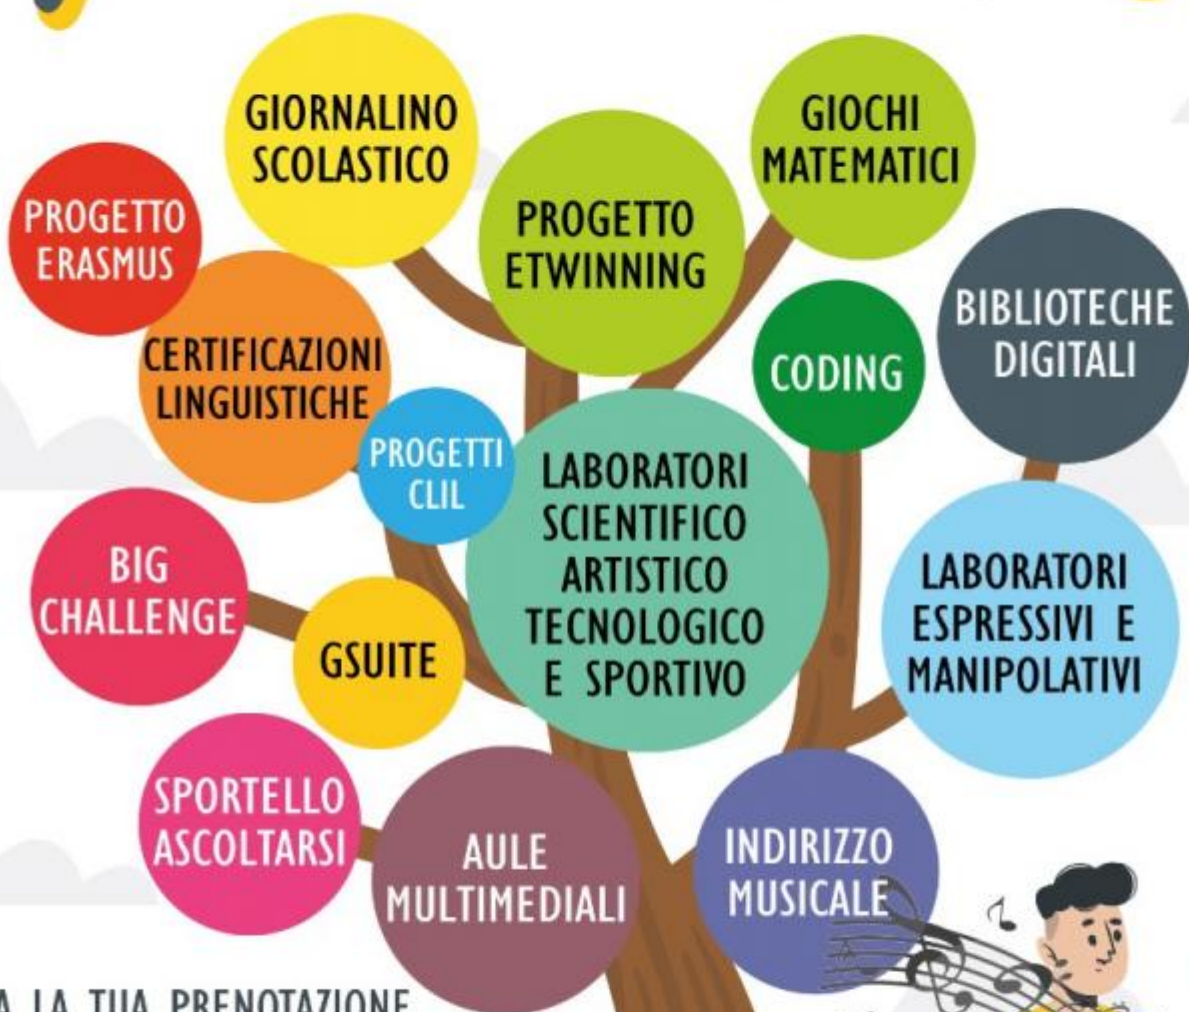 GIORNALINO
SCOLASTICO
GIOCHI
MATEMATICI
PROGETTO
ERASMUS
PROGETTO
ETWINNING
BIBLIOTECHE
DIGITALI
CERTIFICAZIONI
LINGUISTICHE
CODING
PROGETTI
CLIL
LABORATORI
SCIENTIFICO
ARTISTICO
TECNOLOGICO
E SPORTIVO
BIG
CHALLENGE
LABORATORI
ESPRESSIVI E
MANIPOLATIVI
GSUITE
SPORTELLO
ASCOLTARSI
AULE
MULTIMEDIALI
INDIRIZZO
MUSICALE
A LA TUA PRENOTAZIONE